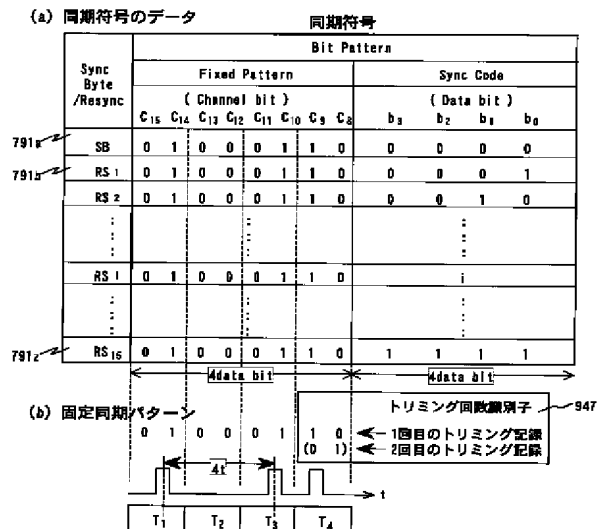 (a) 同期符号のデータ
同期符号
Sync Byte /Resync
Bit Pattern
Fixed Pattern
Sync Code
( Channel bit )
( Data bit )
C15 C14 C13 C12 C11 C10 C9 C8 b3 b2 b1 b0
791a SB 0 1 0 0 0 1 1 0 0 0 0 0
791b RS 1 0 1 0 0 0 1 1 0 0 0 0 1
RS 2 0 1 0 0 0 1 1 0 0 0 1 0
RS i 0 1 0 0 0 1 1 0 i
791z RS 15 0 1 0 0 0 1 1 0 1 1 1 1
4data bit 4data bit
(b) 固定同期パターン
トリミング回数識別子 947
0 1 0 0 0 1 1 0 1回目のトリミング記録
(0 1) 2回目のトリミング記録
4t
t
T1 T2 T3 T4